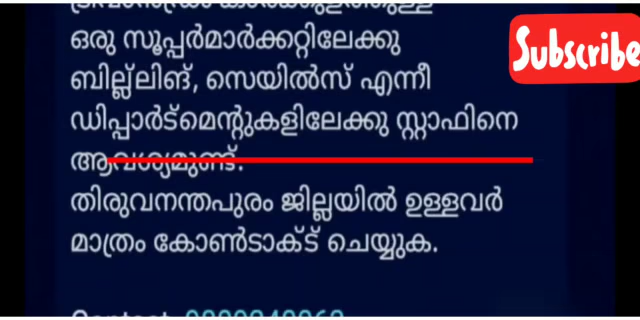 Subscribe
ഒരു സൂപ്പർമാർക്കറ്റിലേക്കു
ബില്ല്ലിങ്, സെയിൽസ് എന്നീ
ഡിപ്പാർട്മെന്റുകളിലേക്കു സ്റ്റാഫിനെ
ആവശ്യമുണ്ട്.
തിരുവനന്തപുരം ജില്ലയിൽ ഉള്ളവർ
മാത്രം കോൺടാക്ട് ചെയ്യുക.